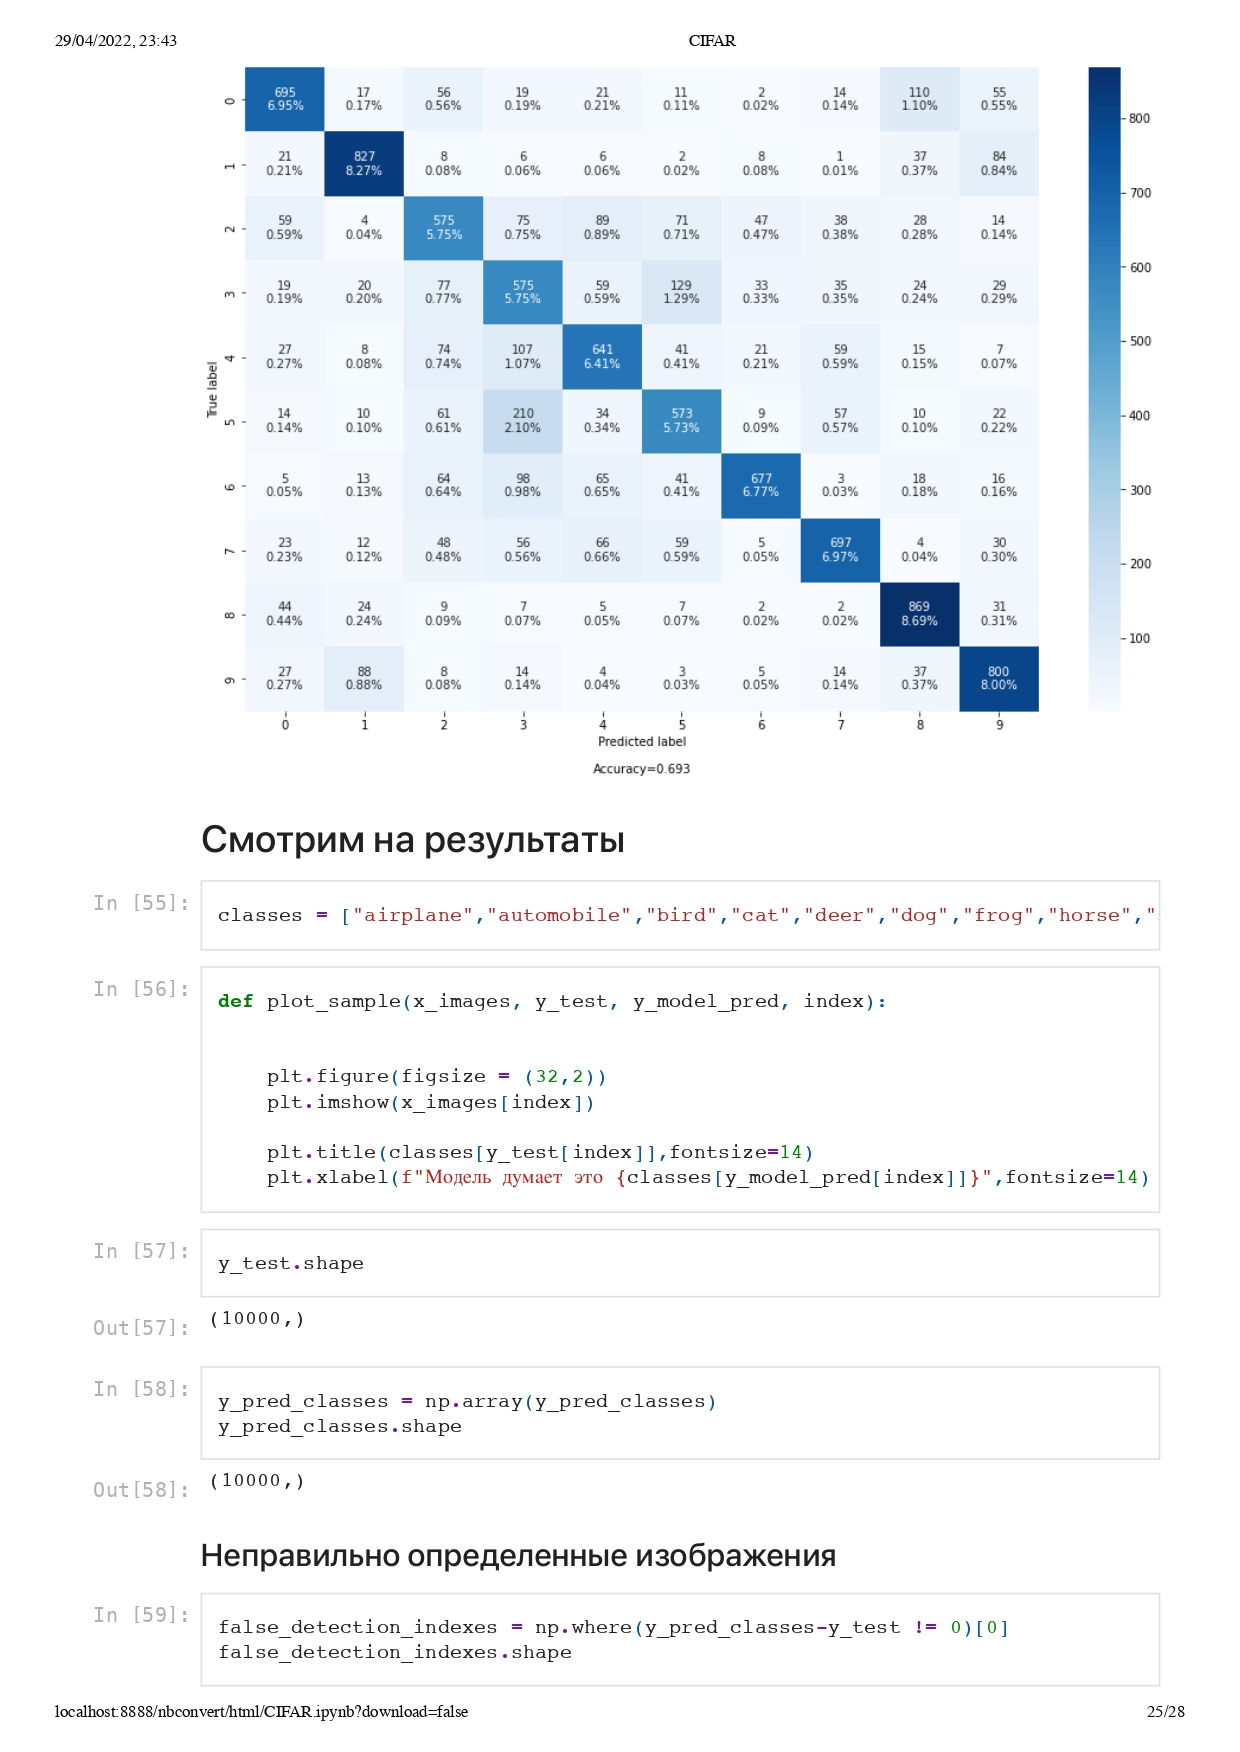 29/04/2022, 23:43 CIFAR
0 695 17 56 19 21 11 2 14 110 55
6.95% 0.17% 0.56% 0.19% 0.21% 0.11% 0.02% 0.14% 1.10% 0.55%
800
1 21 827 8 6 6 2 8 1 37 84
0.21% 8.27% 0.08% 0.06% 0.06% 0.02% 0.08% 0.01% 0.37% 0.84%
700
2 59 4 575 75 89 71 47 38 28 14
0.59% 0.04% 5.75% 0.75% 0.89% 0.71% 0.47% 0.38% 0.28% 0.14%
600
3 19 20 77 575 59 129 33 35 24 29
0.19% 0.20% 0.77% 5.75% 0.59% 1.29% 0.33% 0.35% 0.24% 0.29%
500
4 27 8 74 107 641 41 21 59 15 7
0.27% 0.08% 0.74% 1.07% 6.41% 0.41% 0.21% 0.59% 0.15% 0.07%
True label
400
5 14 10 61 210 34 573 9 57 10 22
0.14% 0.10% 0.61% 2.10% 0.34% 5.73% 0.09% 0.57% 0.10% 0.22%
300
6 5 13 64 98 65 41 677 3 18 16
0.05% 0.13% 0.64% 0.98% 0.65% 0.41% 6.77% 0.03% 0.18% 0.16%
7 23 12 48 56 66 59 5 697 4 30
0.23% 0.12% 0.48% 0.56% 0.66% 0.59% 0.05% 6.97% 0.04% 0.30%
200
8 44 24 9 7 5 7 2 2 869 31
0.44% 0.24% 0.09% 0.07% 0.05% 0.07% 0.02% 0.02% 8.69% 0.31%
100
9 27 88 8 14 4 3 5 14 37 800
0.27% 0.88% 0.08% 0.14% 0.04% 0.03% 0.05% 0.14% 0.37% 8.00%
0 1 2 3 4 5 6 7 8 9
Predicted label
Accuracy=0.693
Смотрим на результаты
In [55]:
classes = ["airplane","automobile","bird","cat","deer","dog","frog","horse","
In [56]:
def plot_sample(x_images, y_test, y_model_pred, index):
plt.figure(figsize = (32,2))
plt.imshow(x_images[index])
plt.title(classes[y_test[index]],fontsize=14)
plt.xlabel(f"Модель думает это {classes[y_model_pred[index]]}",fontsize=14)
In [57]:
y_test.shape
Out[57]: (10000,)
In [58]:
y_pred_classes = np.array(y_pred_classes)
y_pred_classes.shape
Out[58]: (10000,)
Неправильно определенные изображения
In [59]:
false_detection_indexes = np.where(y_pred_classes-y_test != 0)[0]
false_detection_indexes.shape
localhost:8888/nbconvert/html/CIFAR.ipynb?download=false 25/28